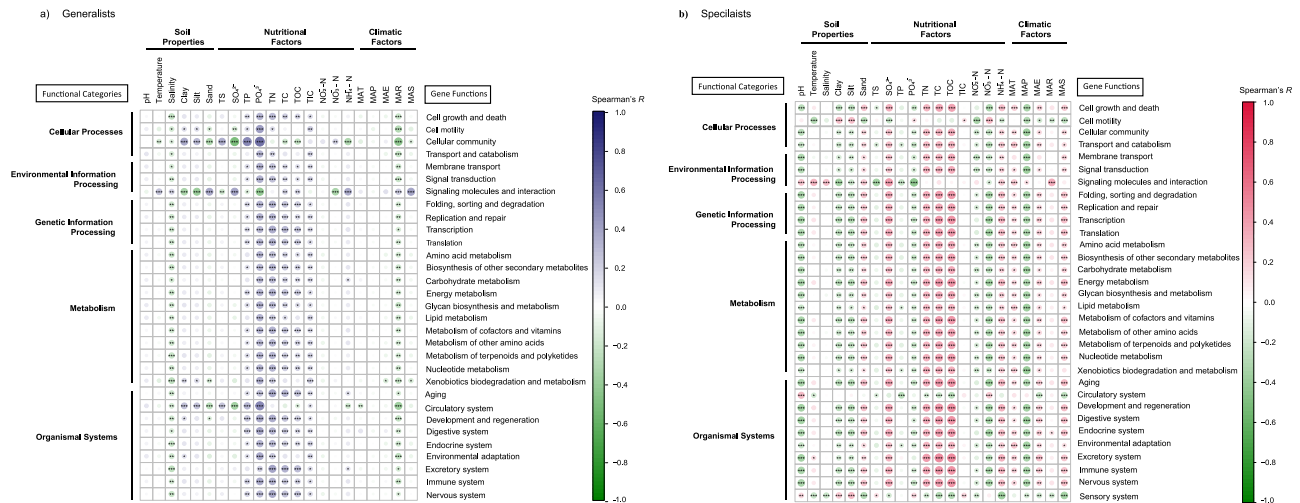 a) Generalists
Soil
Properties
Nutritional
Factors
Climatic
Factors
Functional Categories
pH
Temperature
Salinity
Clay
Silt
Sand
TS
SO₄²⁻
TP
PO₄³⁻
TN
TC
TOC
TIC
NO₂⁻–N
NO₃⁻–N
NH₄⁺–N
MAT
MAP
MAE
MAR
MAS
Gene Functions
Spearman's R
Cellular Processes
Environmental Information
Processing
Genetic Information
Processing
Metabolism
Organismal Systems
Cell growth and death
Cel motility
Cellular community
Transport and catabolism
Membrane transport
Signal transduction
Signaling molecules and interaction
Folding, sorting and degradation
Replication and repair
Transcription
Translation
Amino acid metabolism
Biosynthesis of other secondary metabolites
Carbohydrate metabolism
Energy metabolism
Glycan biosynthesis and metabolism
Lipid metabolism
Metabolism of cofactors and vitamins
Metabolism of other amino acids
Metabolism of terpenoids and polyketides
Nucleotide metabolism
Xenobiotics biodegradation and metabolism
Aging
Circulatory system
Development and regeneration
Digestive system
Endocrine system
Environmental adaptation
Excretory system
Immune system
Nervous system
1.0
0.8
0.6
0.4
0.2
0.0
−0.2
−0.4
−0.6
−0.8
−1.0
b) Specilaists
Soil
Properties
Nutritional
Factors
Climatic
Factors
Functional Categories
pH
Temperature
Salinity
Clay
Silt
Sand
TS
SO₄²⁻
TP
PO₄³⁻
TN
TC
TOC
TIC
NO₂⁻–N
NO₃⁻–N
NH₄⁺–N
MAT
MAP
MAE
MAR
MAS
Gene Functions
Spearman's R
Cellular Processes
Environmental Information
Processing
Genetic Information
Processing
Metabolism
Organismal Systems
Cell growth and death
Cell motility
Cellular community
Transport and catabolism
Membrane transport
Signal transduction
Signaling molecules and interaction
Folding, sorting and degradation
Replication and repair
Transcription
Translation
Amino acid metabolism
Biosynthesis of other secondary metabolites
Carbohydrate metabolism
Energy metabolism
Glycan biosynthesis and metabolism
Lipid metabolism
Metabolism of cofactors and vitamins
Metabolism of other amino acids
Metabolism of terpenoids and polyketides
Nucleotide metabolism
Xenobiotics biodegradation and metabolism
Aging
Circulatory system
Development and regeneration
Digestive system
Endocrine system
Environmental adaptation
Excretory system
Immune system
Nervous system
Sensory system
1.0
0.8
0.6
0.4
0.2
0.0
−0.2
−0.4
−0.6
−0.8
−1.0